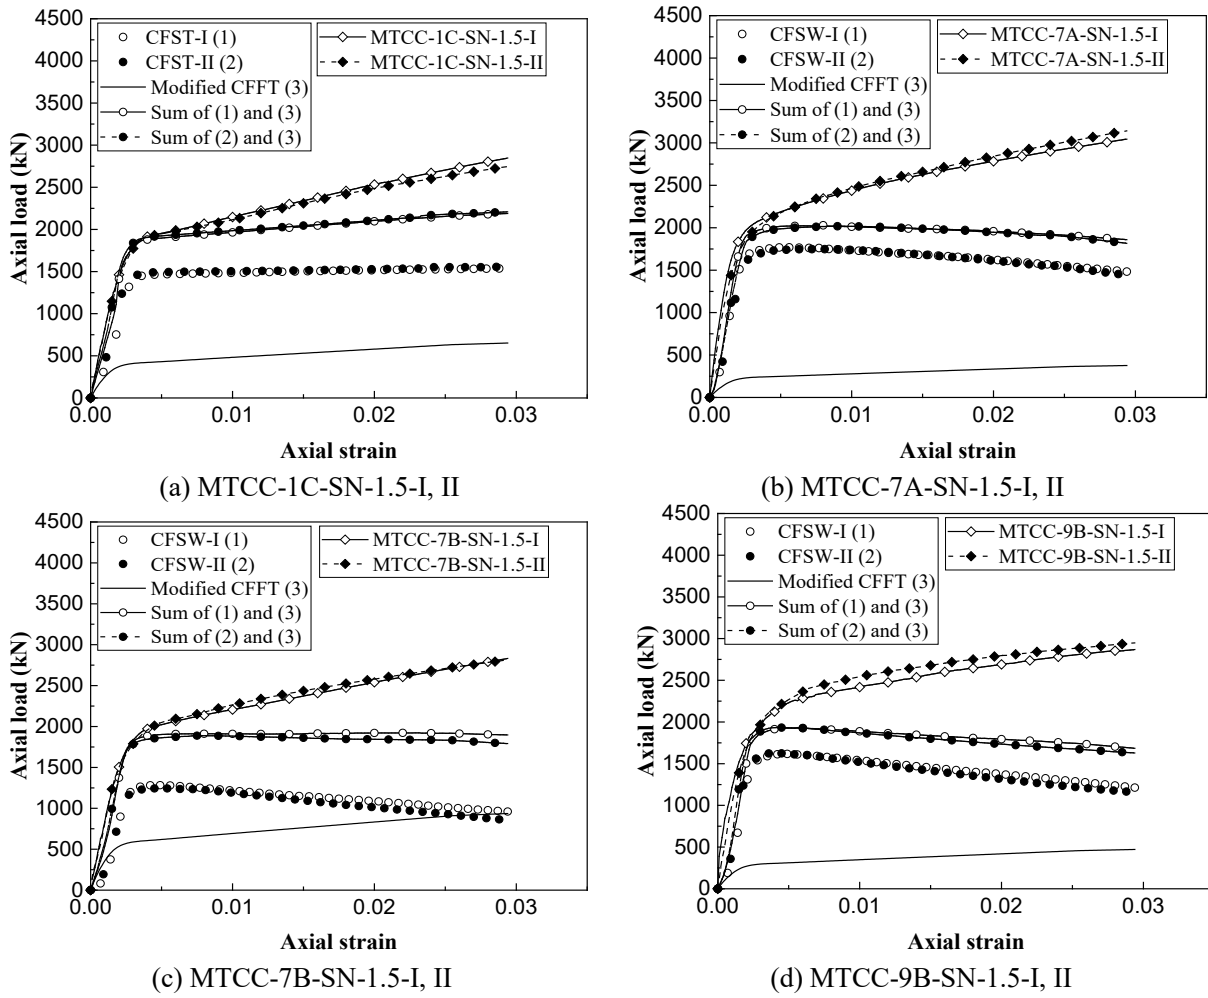 4500
4000
3500
3000
2500
2000
1500
1000
500
0
Axial load (kN)
CFST-I (1)
CFST-II (2)
Modified CFFT (3)
Sum of (1) and (3)
Sum of (2) and (3)
MTCC-1C-SN-1.5-I
MTCC-1C-SN-1.5-II
0.00 0.01 0.02 0.03
Axial strain
(a) MTCC-1C-SN-1.5-I, II
4500
4000
3500
3000
2500
2000
1500
1000
500
0
Axial load (kN)
CFSW-I (1)
CFSW-II (2)
Modified CFFT (3)
Sum of (1) and (3)
Sum of (2) and (3)
MTCC-7A-SN-1.5-I
MTCC-7A-SN-1.5-II
0.00 0.01 0.02 0.03
Axial strain
(b) MTCC-7A-SN-1.5-I, II
4500
4000
3500
3000
2500
2000
1500
1000
500
0
Axial load (kN)
CFSW-I (1)
CFSW-II (2)
Modified CFFT (3)
Sum of (1) and (3)
Sum of (2) and (3)
MTCC-7B-SN-1.5-I
MTCC-7B-SN-1.5-II
0.00 0.01 0.02 0.03
Axial strain
(c) MTCC-7B-SN-1.5-I, II
4500
4000
3500
3000
2500
2000
1500
1000
500
0
Axial load (kN)
CFSW-I (1)
CFSW-II (2)
Modified CFFT (3)
Sum of (1) and (3)
Sum of (2) and (3)
MTCC-9B-SN-1.5-I
MTCC-9B-SN-1.5-II
0.00 0.01 0.02 0.03
Axial strain
(d) MTCC-9B-SN-1.5-I, II